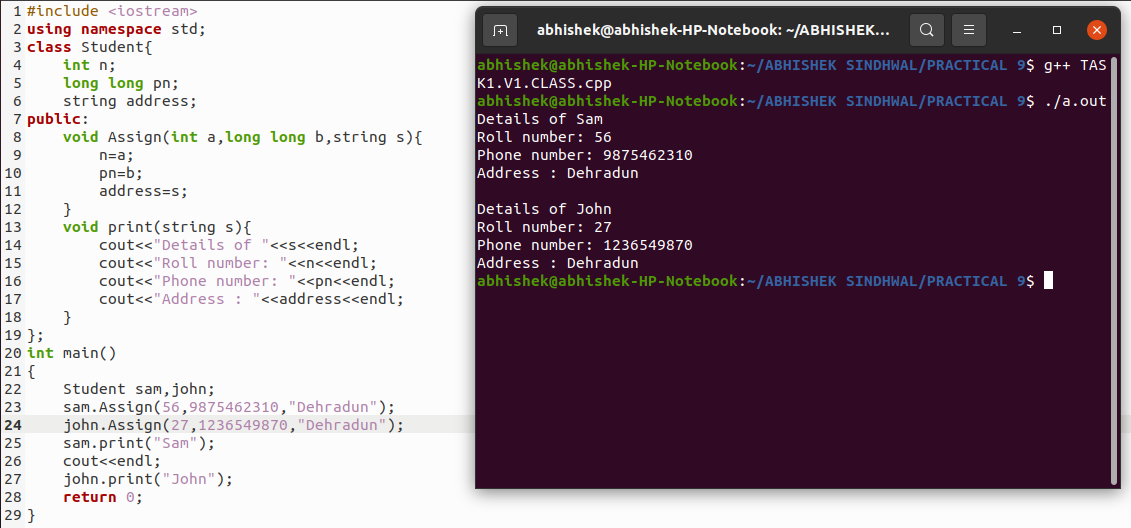 1 #include <iostream>
2 using namespace std;
3 class Student{
4     int n;
5     long long pn;
6     string address;
7 public:
8     void Assign(int a,long long b,string s){
9         n=a;
10         pn=b;
11         address=s;
12     }
13     void print(string s){
14         cout<<"Details of "<<s<<endl;
15         cout<<"Roll number: "<<n<<endl;
16         cout<<"Phone number: "<<pn<<endl;
17         cout<<"Address : "<<address<<endl;
18     }
19 };
20 int main()
21 {
22     Student sam,john;
23     sam.Assign(56,9875462310,"Dehradun");
24     john.Assign(27,1236549870,"Dehradun");
25     sam.print("Sam");
26     cout<<endl;
27     john.print("John");
28     return 0;
29 }
abhishek@abhishek-HP-Notebook: ~/ABHISHEK...
abhishek@abhishek-HP-Notebook:~/ABHISHEK SINDHWAL/PRACTICAL 9$ g++ TAS
K1.V1.CLASS.cpp
abhishek@abhishek-HP-Notebook:~/ABHISHEK SINDHWAL/PRACTICAL 9$ ./a.out
Details of Sam
Roll number: 56
Phone number: 9875462310
Address : Dehradun

Details of John
Roll number: 27
Phone number: 1236549870
Address : Dehradun
abhishek@abhishek-HP-Notebook:~/ABHISHEK SINDHWAL/PRACTICAL 9$